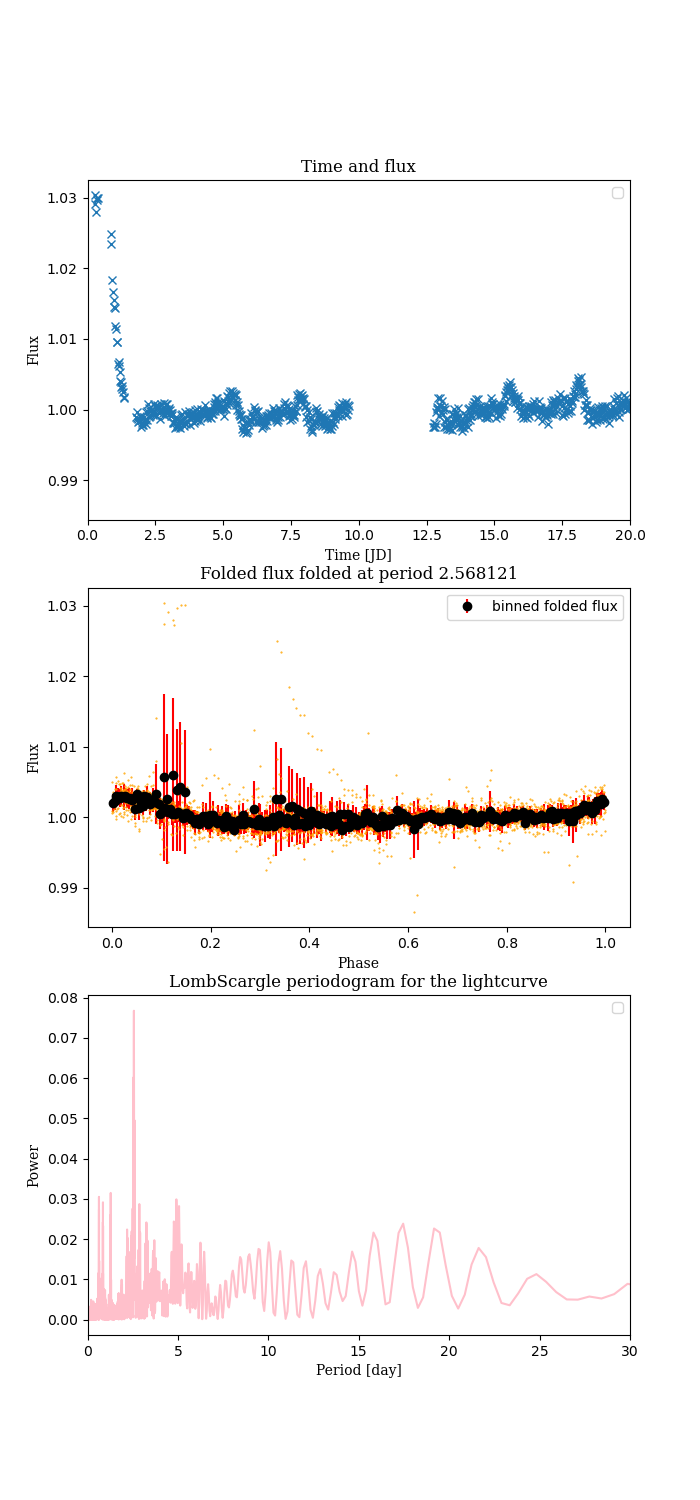 Time and flux
1.03
1.02
1.01
1.00
0.99
Flux
0.0 2.5 5.0 7.5 10.0 12.5 15.0 17.5 20.0
Time [JD]
Folded flux folded at period 2.568121
binned folded flux
1.03
1.02
1.01
1.00
0.99
Flux
0.0 0.2 0.4 0.6 0.8 1.0
Phase
LombScargle periodogram for the lightcurve
0.08
0.07
0.06
0.05
0.04
0.03
0.02
0.01
0.00
Power
0 5 10 15 20 25 30
Period [day]